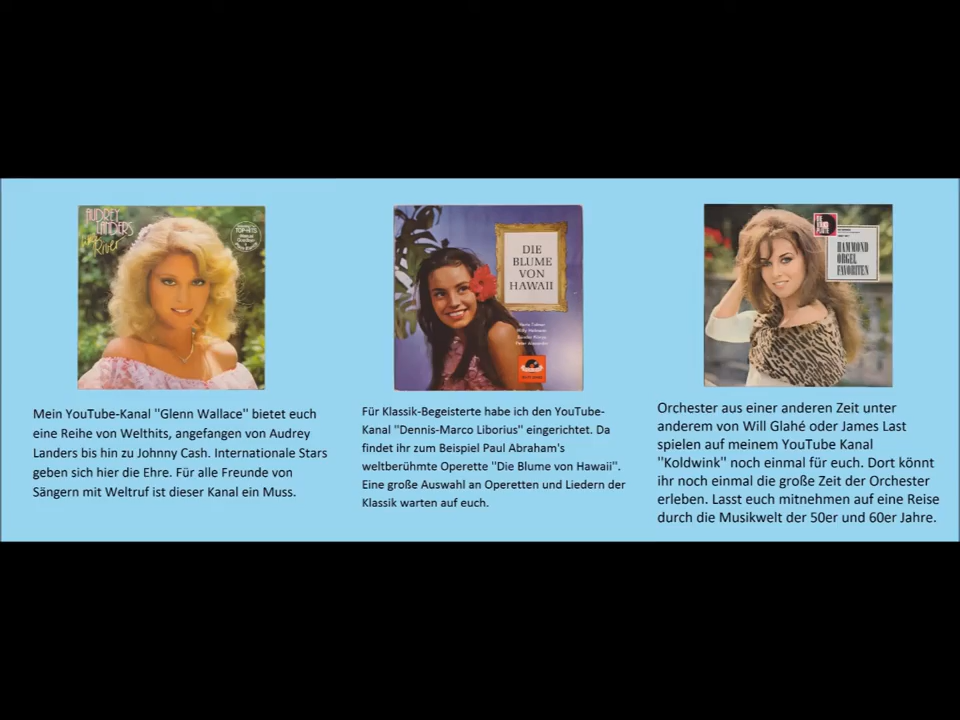 AUDREY
LANDERS
River
TOP-HITS
Mein YouTube-Kanal "Glenn Wallace" bietet euch
eine Reihe von Welthits, angefangen von Audrey
Landers bis hin zu Johnny Cash. Internationale Stars
geben sich hier die Ehre. Für alle Freunde von
Sängern mit Weltruf ist dieser Kanal ein Muss.
DIE
BLUME
VON
HAWAII
Peter Alexander
Für Klassik-Begeisterte habe ich den YouTube-
Kanal "Dennis-Marco Liborius" eingerichtet. Da
findet ihr zum Beispiel Paul Abraham's
weltberühmte Operette "Die Blume von Hawaii".
Eine große Auswahl an Operetten und Liedern der
Klassik warten auf euch.
HAMMOND
ORGEL
FAVORITEN
Orchester aus einer anderen Zeit unter
anderem von Will Glahé oder James Last
spielen auf meinem YouTube Kanal
"Koldwink" noch einmal für euch. Dort könnt
ihr noch einmal die große Zeit der Orchester
erleben. Lasst euch mitnehmen auf eine Reise
durch die Musikwelt der 50er und 60er Jahre.